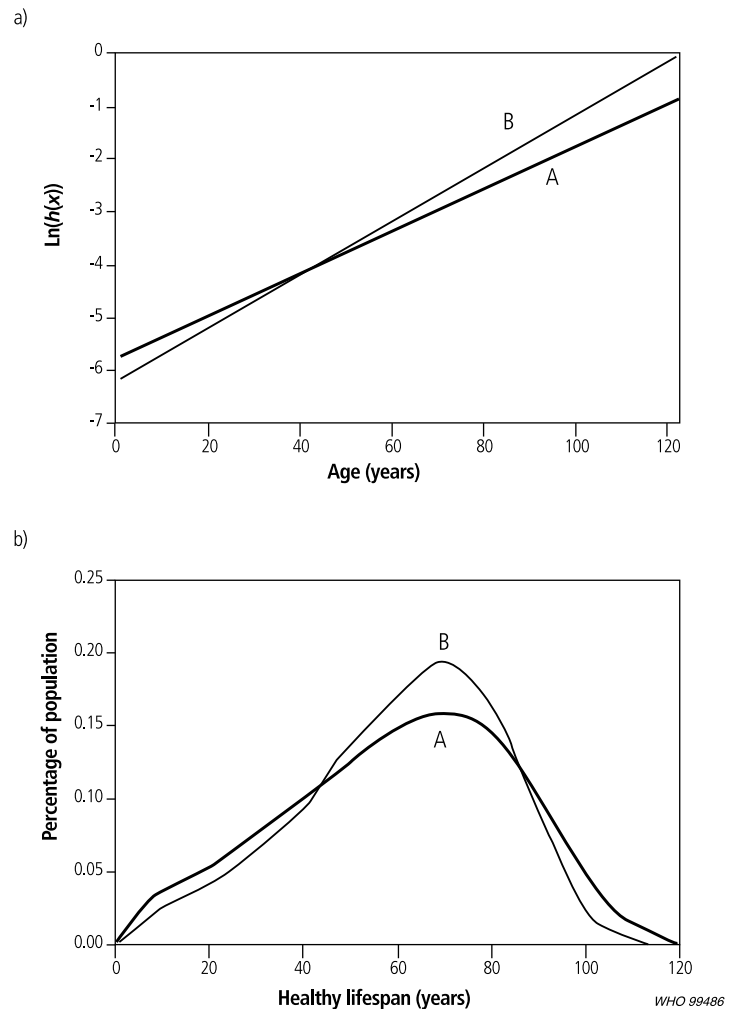 a)
0
-1
-2
-3
-4
-5
-6
-7
Ln(h(x))
B
A
0 20 40 60 80 100 120
Age (years)
b)
0.25
0.20
0.15
0.10
0.05
0.00
Percentage of population
B
A
0 20 40 60 80 100 120
Healthy lifespan (years)
WHO 99486